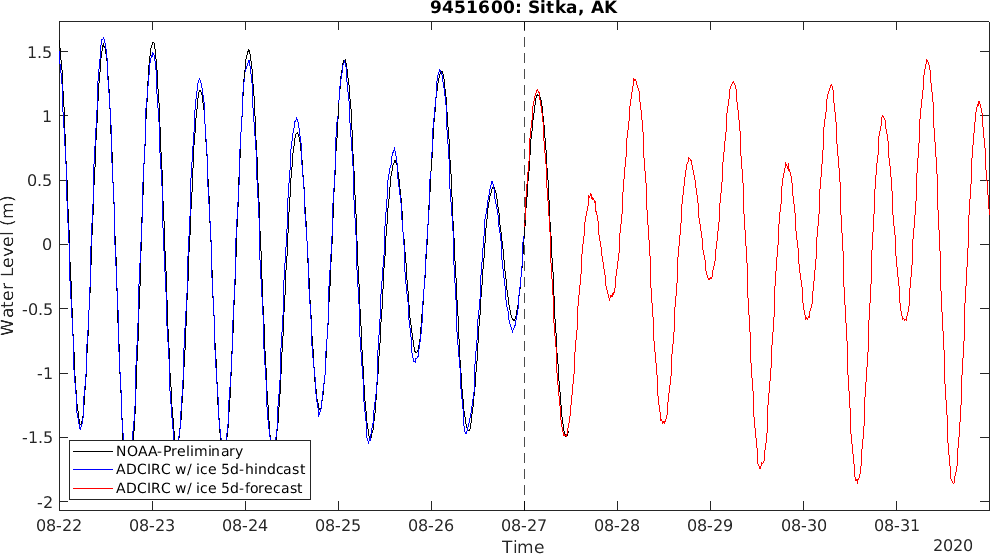 9451600: Sitka, AK
Water Level (m)
1.5
1
0.5
0
-0.5
-1
-1.5
-2
NOAA-Preliminary
ADCIRC w/ ice 5d-hindcast
ADCIRC w/ ice 5d-forecast
08-22 08-23 08-24 08-25 08-26 08-27 08-28 08-29 08-30 08-31
Time
2020